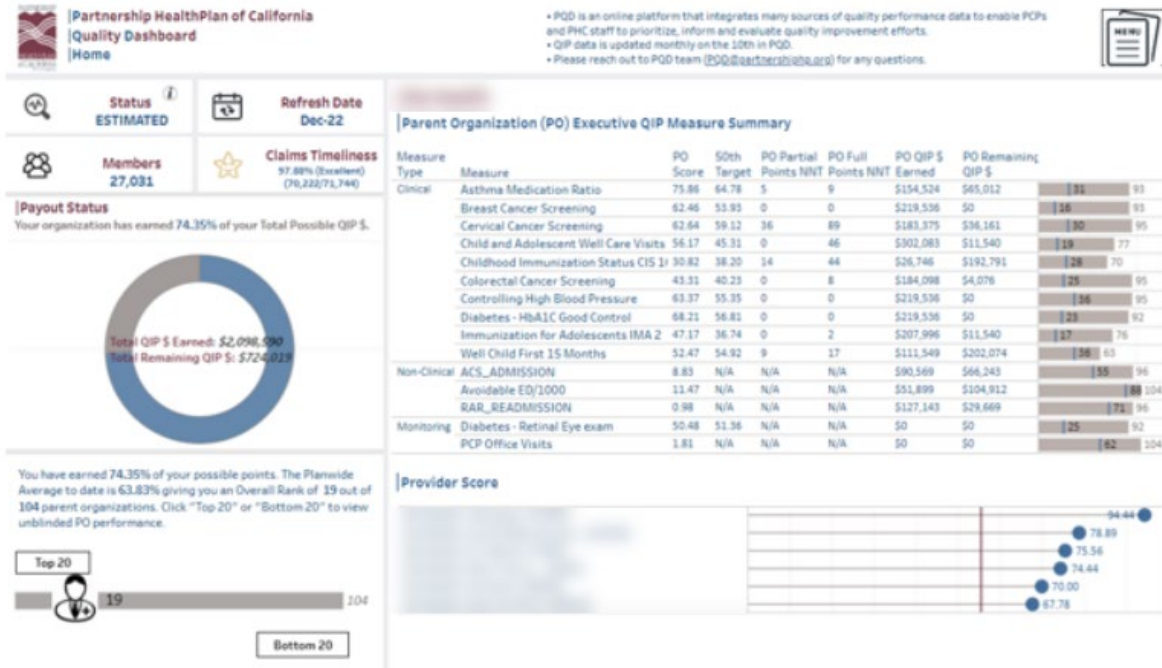 Partnership HealthPlan of California
Quality Dashboard
Home
• PQD is an online platform that integrates many sources of quality performance data to enable PCPs
and PHC staff to prioritize, inform and evaluate quality improvement efforts.
• QIP data is updated monthly on the 10th in PQD.
• Please reach out to PQD team (PQD@partnershiphp.org) for any questions.
MENU
Status
ESTIMATED
Refresh Date
Dec-22
Members
27,031
Claims Timeliness
97.88% (Excellent)
(70,222/71,744)
Payout Status
Your organization has earned 74.35% of your Total Possible QIP $.
Total QIP $ Earned: $2,098,590
Total Remaining QIP $: $724,019
You have earned 74.35% of your possible points. The Planwide
Average to date is 63.83% giving you an Overall Rank of 19 out of
104 parent organizations. Click "Top 20" or "Bottom 20" to view
unblinded PO performance.
Top 20
19 104
Bottom 20
Parent Organization (PO) Executive QIP Measure Summary
Measure Type Measure PO Score 50th Target PO Partial Points NNT PO Full Points NNT PO QIP $ Earned PO Remaining QIP $
Clinical Asthma Medication Ratio 75.86 64.78 5 9 $154,524 $65,012 31 93
Breast Cancer Screening 62.46 53.93 0 0 $219,536 $0 16 93
Cervical Cancer Screening 62.64 59.12 36 89 $183,375 $36,161 30 95
Child and Adolescent Well Care Visits 56.17 45.31 0 46 $302,083 $11,540 19 77
Childhood Immunization Status CIS 1 30.82 38.20 14 44 $26,746 $192,791 28 70
Colorectal Cancer Screening 43.31 40.23 0 8 $184,098 $4,076 25 95
Controlling High Blood Pressure 63.37 55.35 0 0 $219,536 $0 36 95
Diabetes - HbA1C Good Control 68.21 56.81 0 0 $219,536 $0 23 92
Immunization for Adolescents IMA 2 47.17 36.74 0 2 $207,996 $11,540 17 76
Well Child First 15 Months 52.47 54.92 9 17 $111,549 $202,074 36 63
Non-Clinical ACS_ADMISSION 8.83 N/A N/A N/A $90,569 $66,243 55 96
Avoidable ED/1000 11.47 N/A N/A N/A $51,899 $104,912 88 104
RAR_READMISSION 0.98 N/A N/A N/A $127,143 $29,669 71 96
Monitoring Diabetes - Retinal Eye exam 50.48 51.36 N/A N/A $0 $0 25 92
PCP Office Visits 1.81 N/A N/A N/A $0 $0 62 104
Provider Score
94.44
78.89
75.56
74.44
70.00
67.78